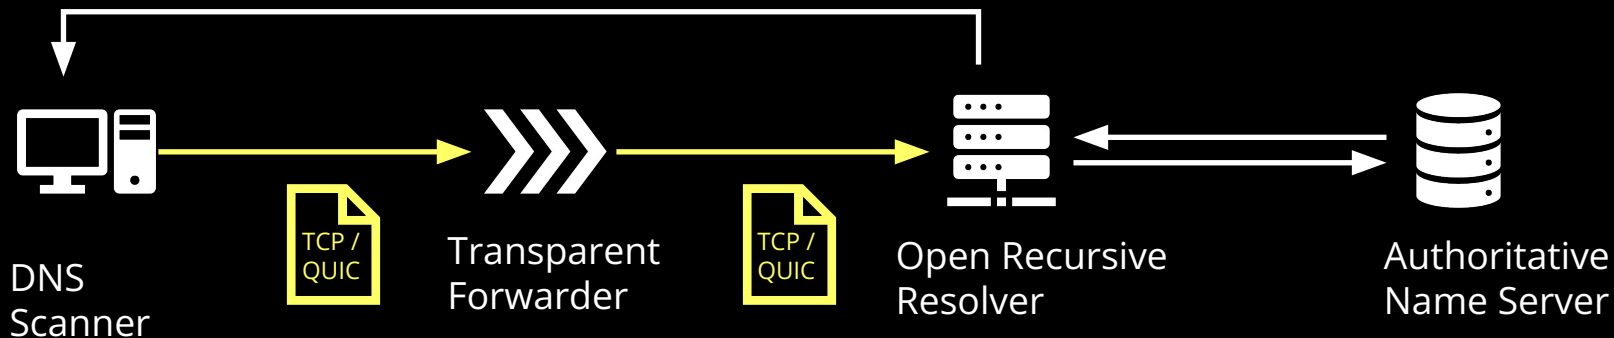 TCP /
QUIC
TCP /
QUIC
DNS
Scanner
Transparent
Forwarder
Open Recursive
Resolver
Authoritative
Name Server